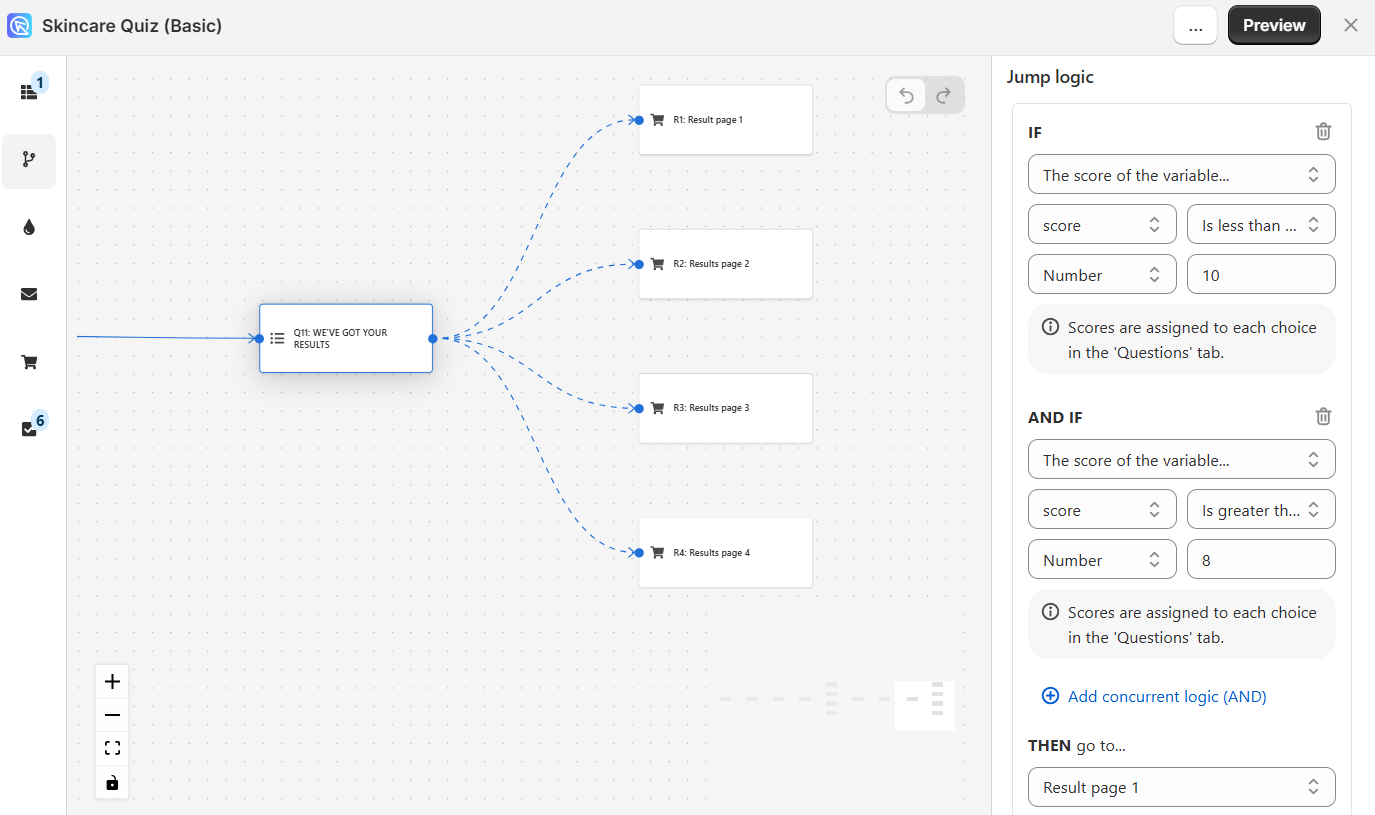 Skincare Quiz (Basic)
...
Preview
1
6
R1: Result page 1
R2: Results page 2
Q11: WE'VE GOT YOUR
RESULTS
R3: Results page 3
R4: Results page 4
Jump logic
IF
The score of the variable...
score
Is less than ...
Number
10
Scores are assigned to each choice
in the 'Questions' tab.
AND IF
The score of the variable...
score
Is greater th...
Number
8
Scores are assigned to each choice
in the 'Questions' tab.
Add concurrent logic (AND)
THEN go to...
Result page 1